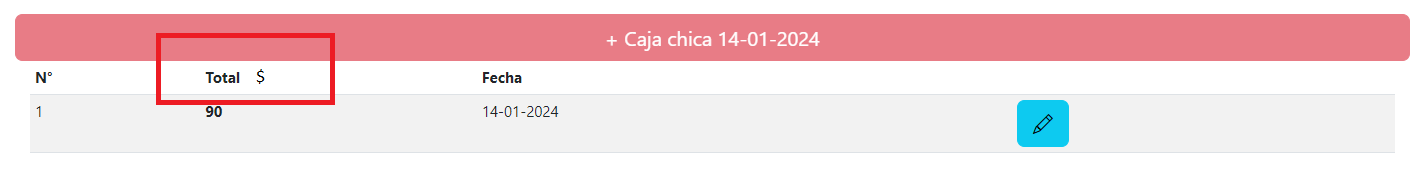 + Caja chica 14-01-2024
N° Total $ Fecha
1 90 14-01-2024